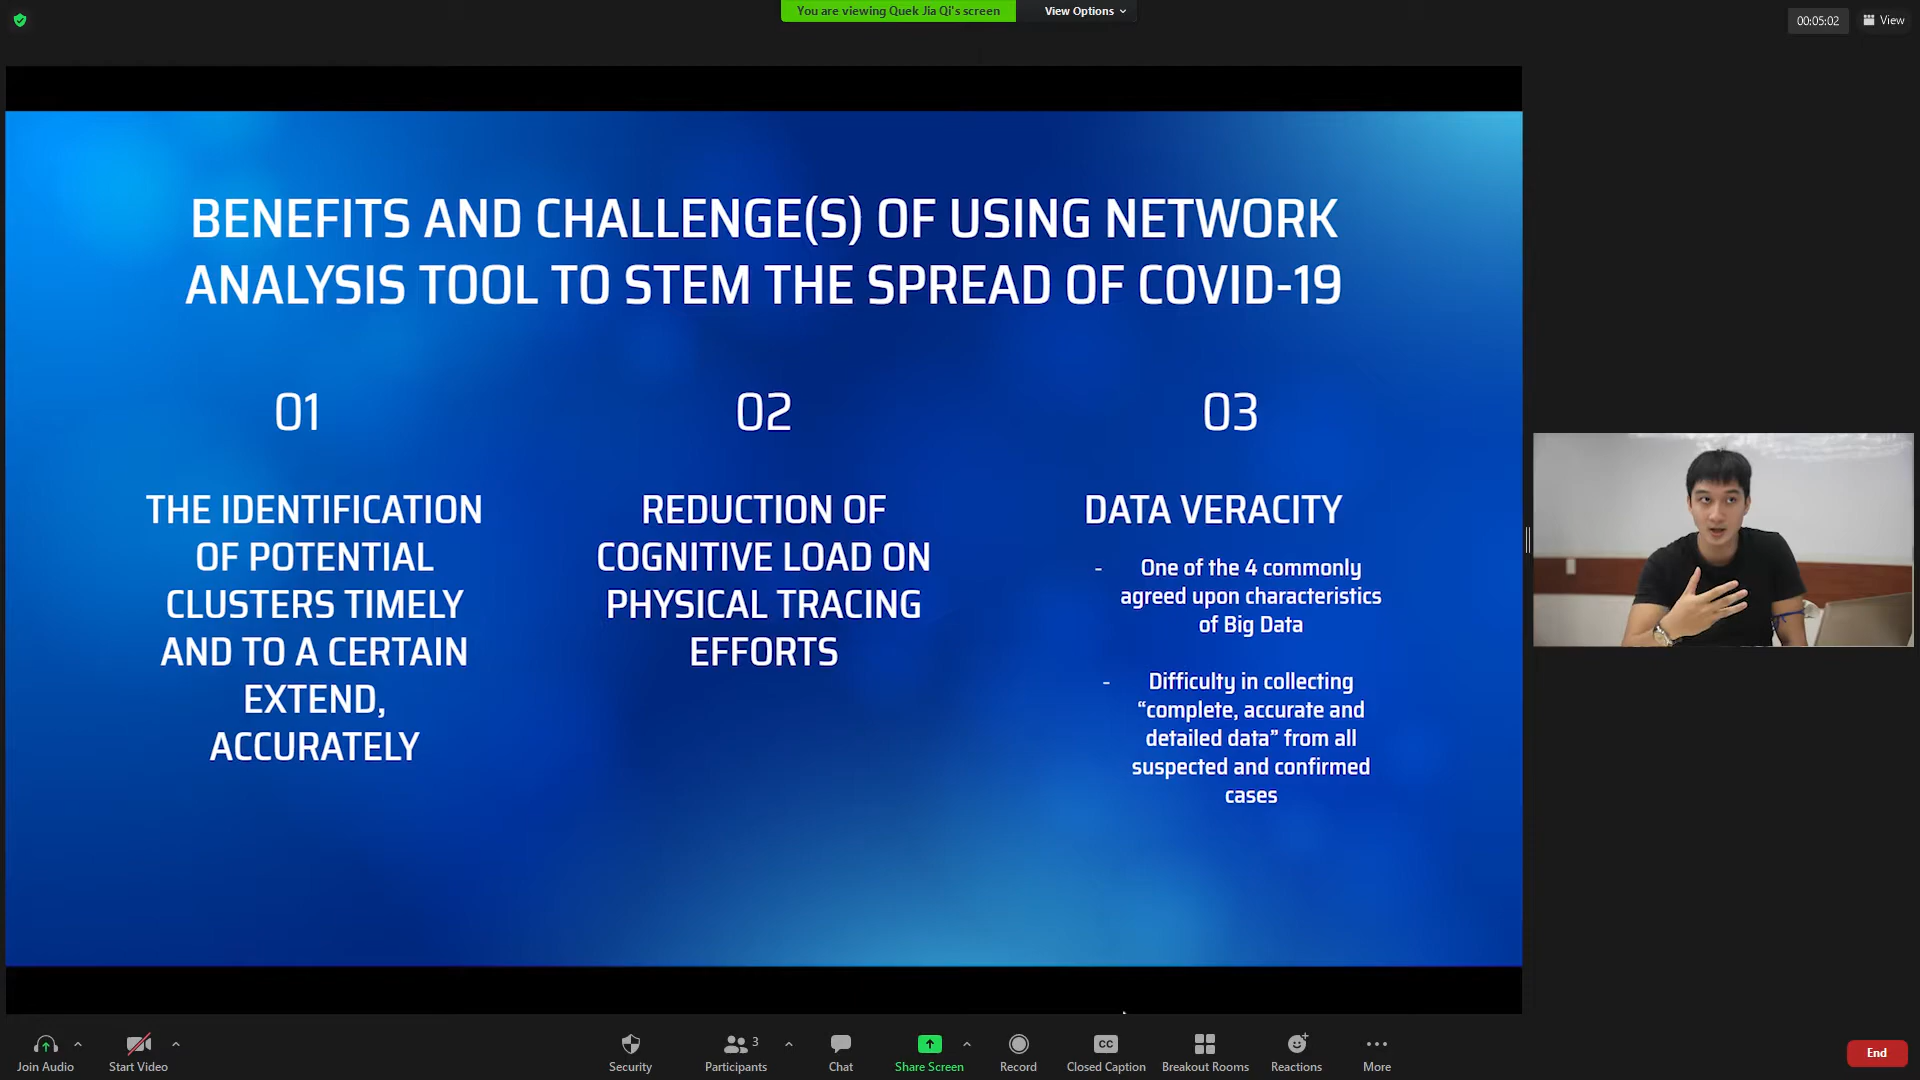 You are viewing Quek Jia Qi's screen
View Options
00:05:02
View
BENEFITS AND CHALLENGE(S) OF USING NETWORK
ANALYSIS TOOL TO STEM THE SPREAD OF COVID-19
01
THE IDENTIFICATION
OF POTENTIAL
CLUSTERS TIMELY
AND TO A CERTAIN
EXTEND,
ACCURATELY
02
REDUCTION OF
COGNITIVE LOAD ON
PHYSICAL TRACING
EFFORTS
03
DATA VERACITY
- One of the 4 commonly
agreed upon characteristics
of Big Data
- Difficulty in collecting
“complete, accurate and
detailed data” from all
suspected and confirmed
cases
Join Audio
Start Video
Security
Participants
3
Chat
Share Screen
Record
CC
Closed Caption
Breakout Rooms
Reactions
More
End